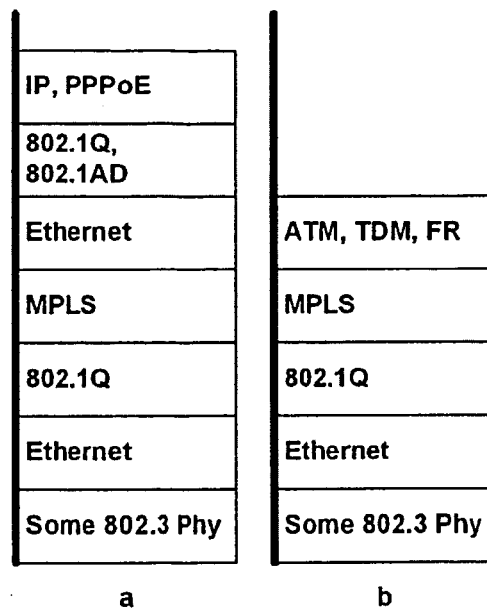 IP, PPPoE
802.1Q,
802.1AD
Ethernet
MPLS
802.1Q
Ethernet
Some 802.3 Phy
a
ATM, TDM, FR
MPLS
802.1Q
Ethernet
Some 802.3 Phy
b